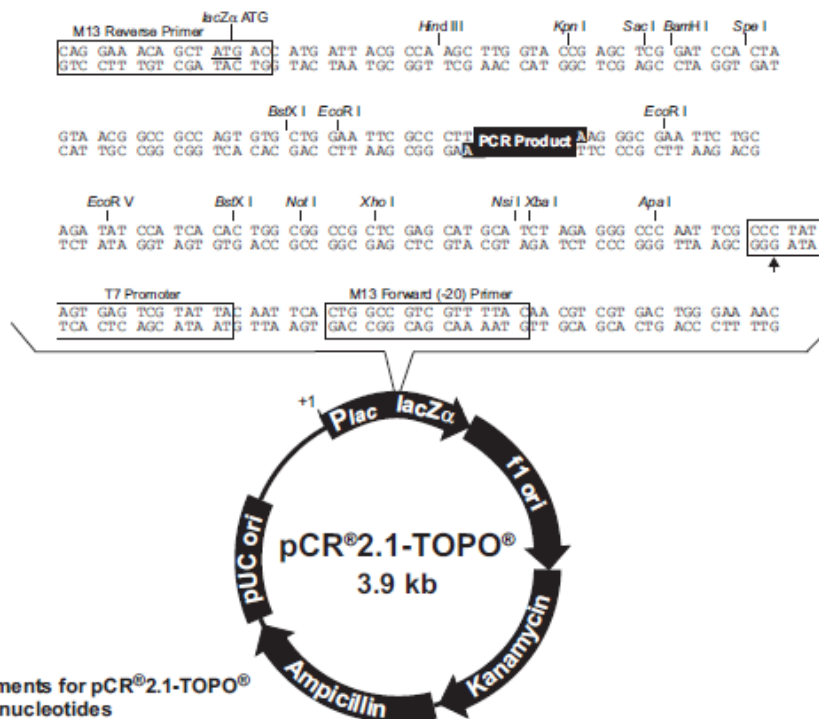 lacZα ATG
M13 Reverse Primer Hind III Kpn I Sac I BamH I Spe I
CAG GAA ACA GCT ATG ACC ATG ATT ACG CCA AGC TTG GTA CCG AGC TCG GAT CCA CTA
GTC CTT TGT CGA TAC TGG TAC TAA TGC GGT TCG AAC CAT GGC TCG AGC CTA GGT GAT
BstX I EcoR I EcoR I
GTA ACG GCC GCC AGT GTG CTG GAA TTC GCC CTT PCR Product AAG GGC GAA TTC TGC
CAT TGC CGG CGG TCA CAC GAC CTT AAG CGG GAA TTC CCG CTT AAG ACG
EcoR V BstX I Not I Xho I Nsi I Xba I Apa I
AGA TAT CCA TCA CAC TGG CGG CCG CTC GAG CAT GCA TCT AGA GGG CCC AAT TCG CCC TAT
TCT ATA GGT AGT GTG ACC GCC GGC GAG CTC GTA CGT AGA TCT CCC GGG TTA AGC GGG ATA
T7 Promoter M13 Forward (-20) Primer
AGT GAG TCG TAT TAC AAT TCA CTG GCC GTC GTT TTA CAA CGT CGT GAC TGG GAA AAC
TCA CTC AGC ATA ATG TTA AGT GAC CGG CAG CAA AAT GTT GCA GCA CTG ACC CTT TTG
+1 Plac lacZα
f1 ori
pUC ori
pCR®2.1-TOPO®
3.9 kb
Kanamycin
Ampicillin
ments for pCR®2.1-TOPO®
nucleotides